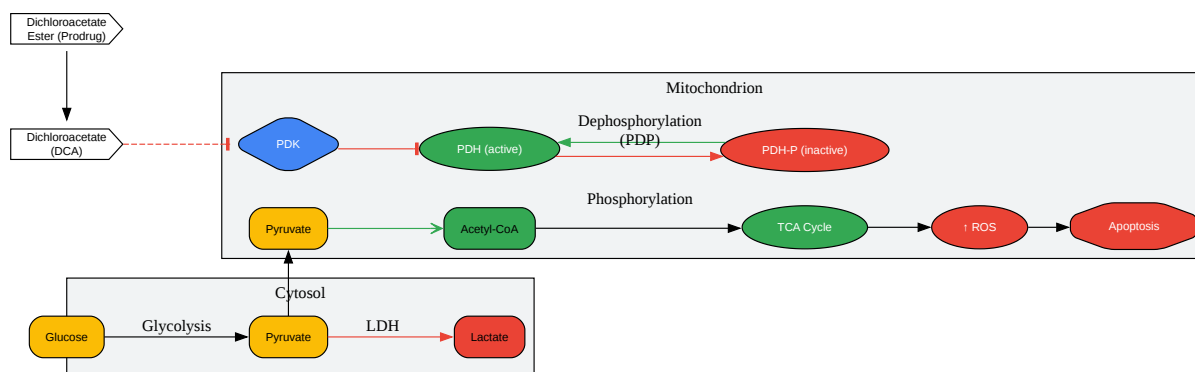 Dichloroacetate
Ester (Prodrug)
Mitochondrion
Dephosphorylation
(PDP)
Dichloroacetate
(DCA)
PDK
PDH (active)
PDH-P (inactive)
Phosphorylation
Pyruvate
Acetyl-CoA
TCA Cycle
↑ ROS
Apoptosis
Cytosol
Glucose
Glycolysis
Pyruvate
LDH
Lactate